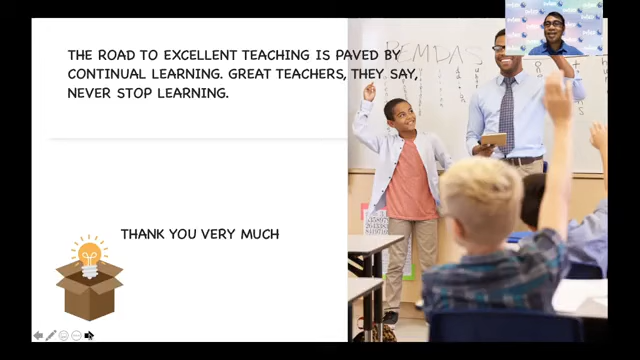 THE ROAD TO EXCELLENT TEACHING IS PAVED BY
CONTINUAL LEARNING. GREAT TEACHERS, THEY SAY,
NEVER STOP LEARNING.
PEMDAS
THANK YOU VERY MUCH